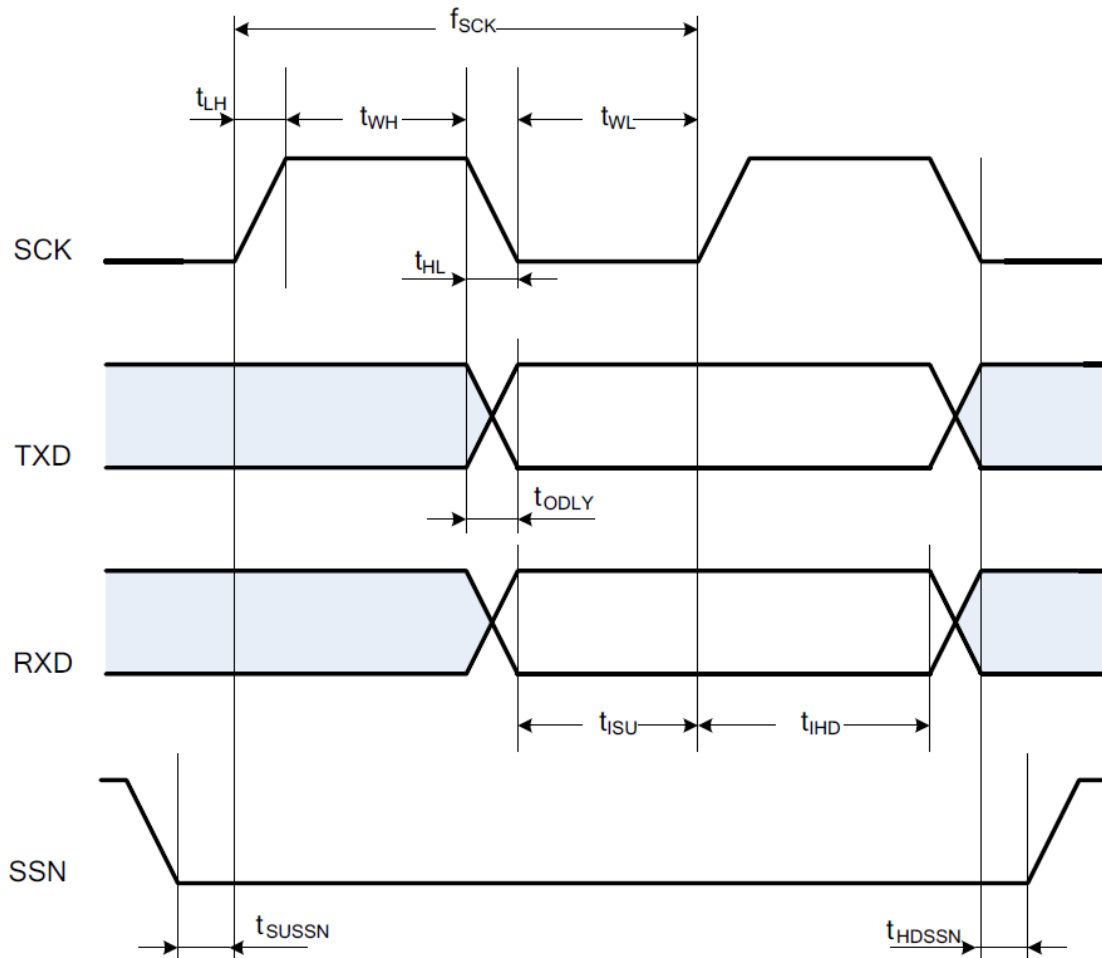 fSCK
tLH
tWH
tWL
SCK
tHL
TXD
tODLY
RXD
tISU
tIHD
SSN
tSUSSN
tHDSSN